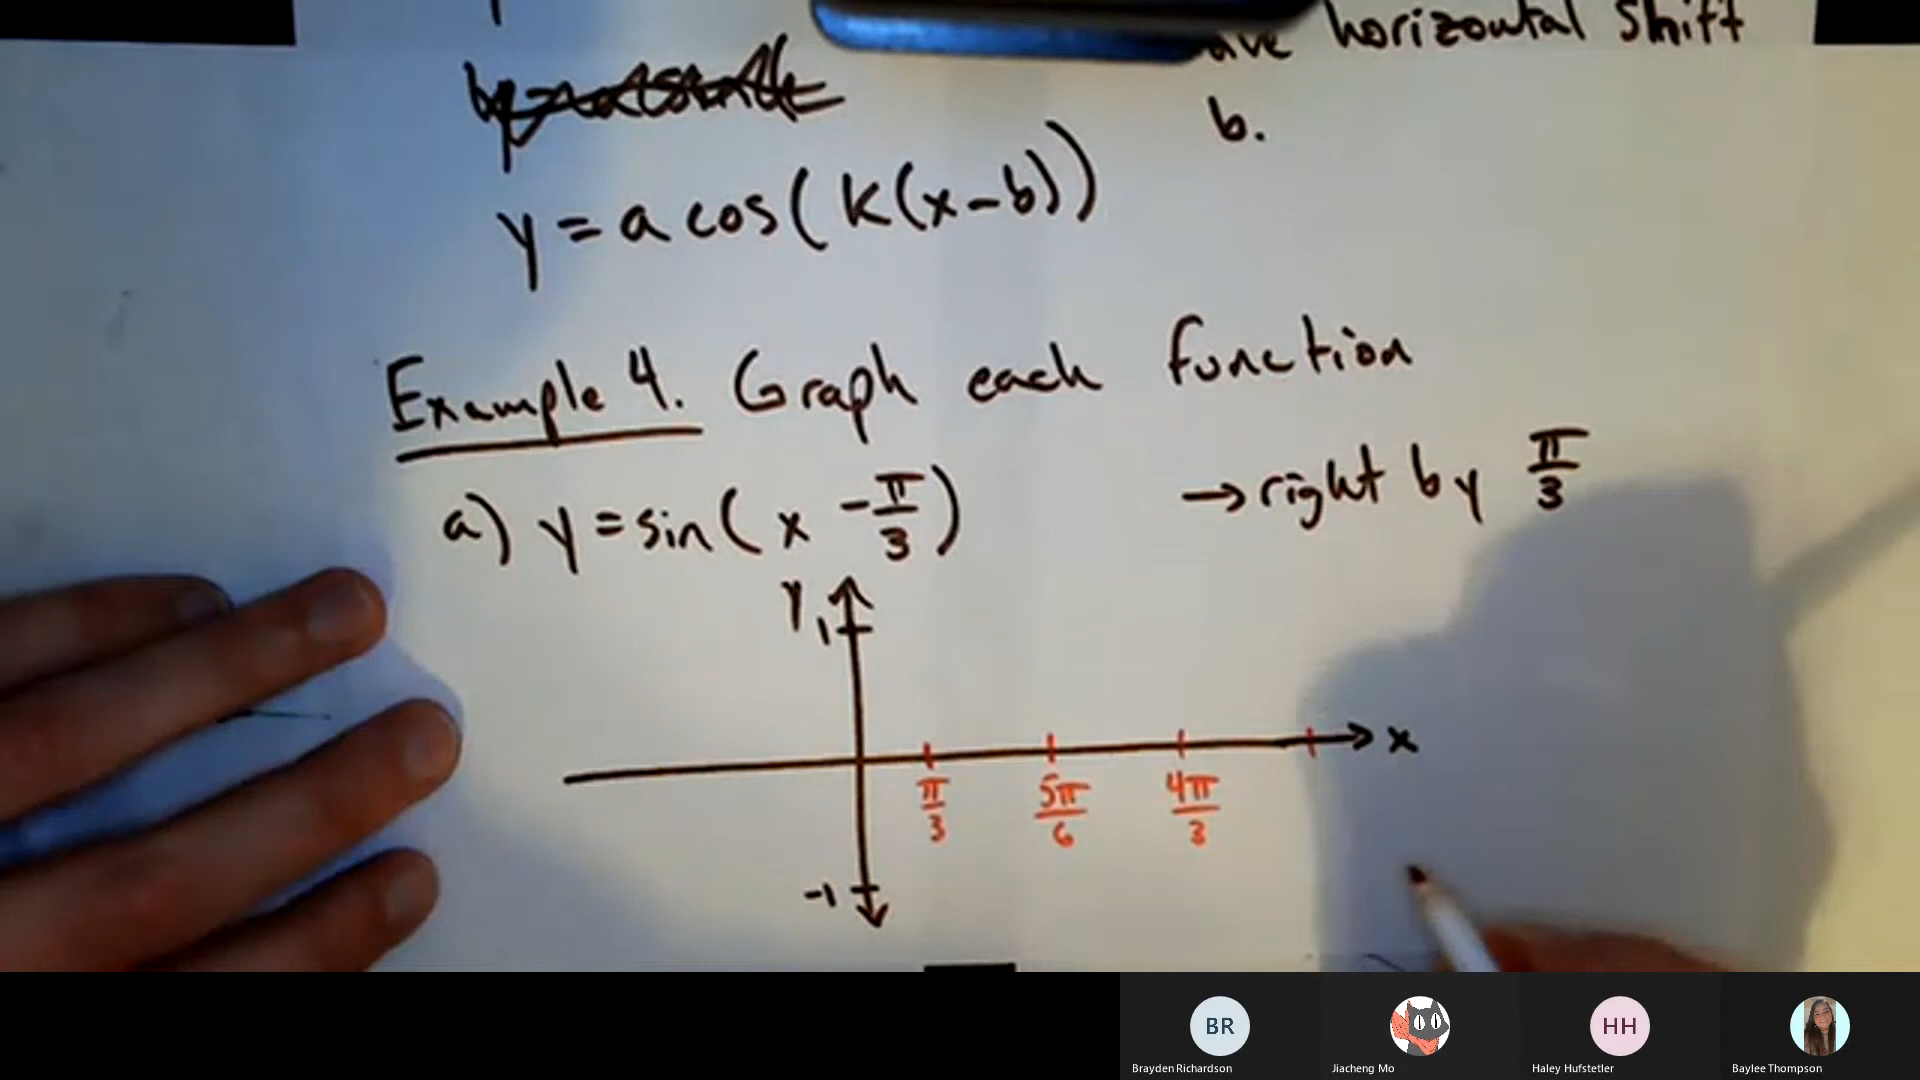 horizontal shift
b.
y = a cos( k(x-b))
Example 4. Graph each function
a) y = sin( x - π/3 ) → right by π/3
y
1
x
π/3 5π/6 4π/3
-1
BR HH
Brayden Richardson Jiacheng Mo Haley Hufstetler Baylee Thompson